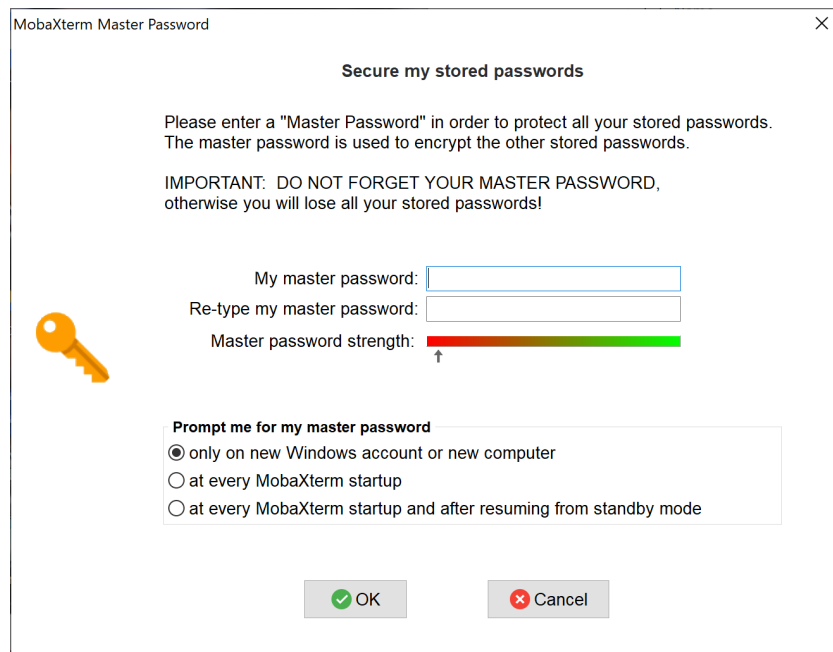 MobaXterm Master Password
Secure my stored passwords
Please enter a "Master Password" in order to protect all your stored passwords.
The master password is used to encrypt the other stored passwords.
IMPORTANT:  DO NOT FORGET YOUR MASTER PASSWORD,
otherwise you will lose all your stored passwords!
My master password:
Re-type my master password:
Master password strength:
Prompt me for my master password
only on new Windows account or new computer
at every MobaXterm startup
at every MobaXterm startup and after resuming from standby mode
OK
Cancel